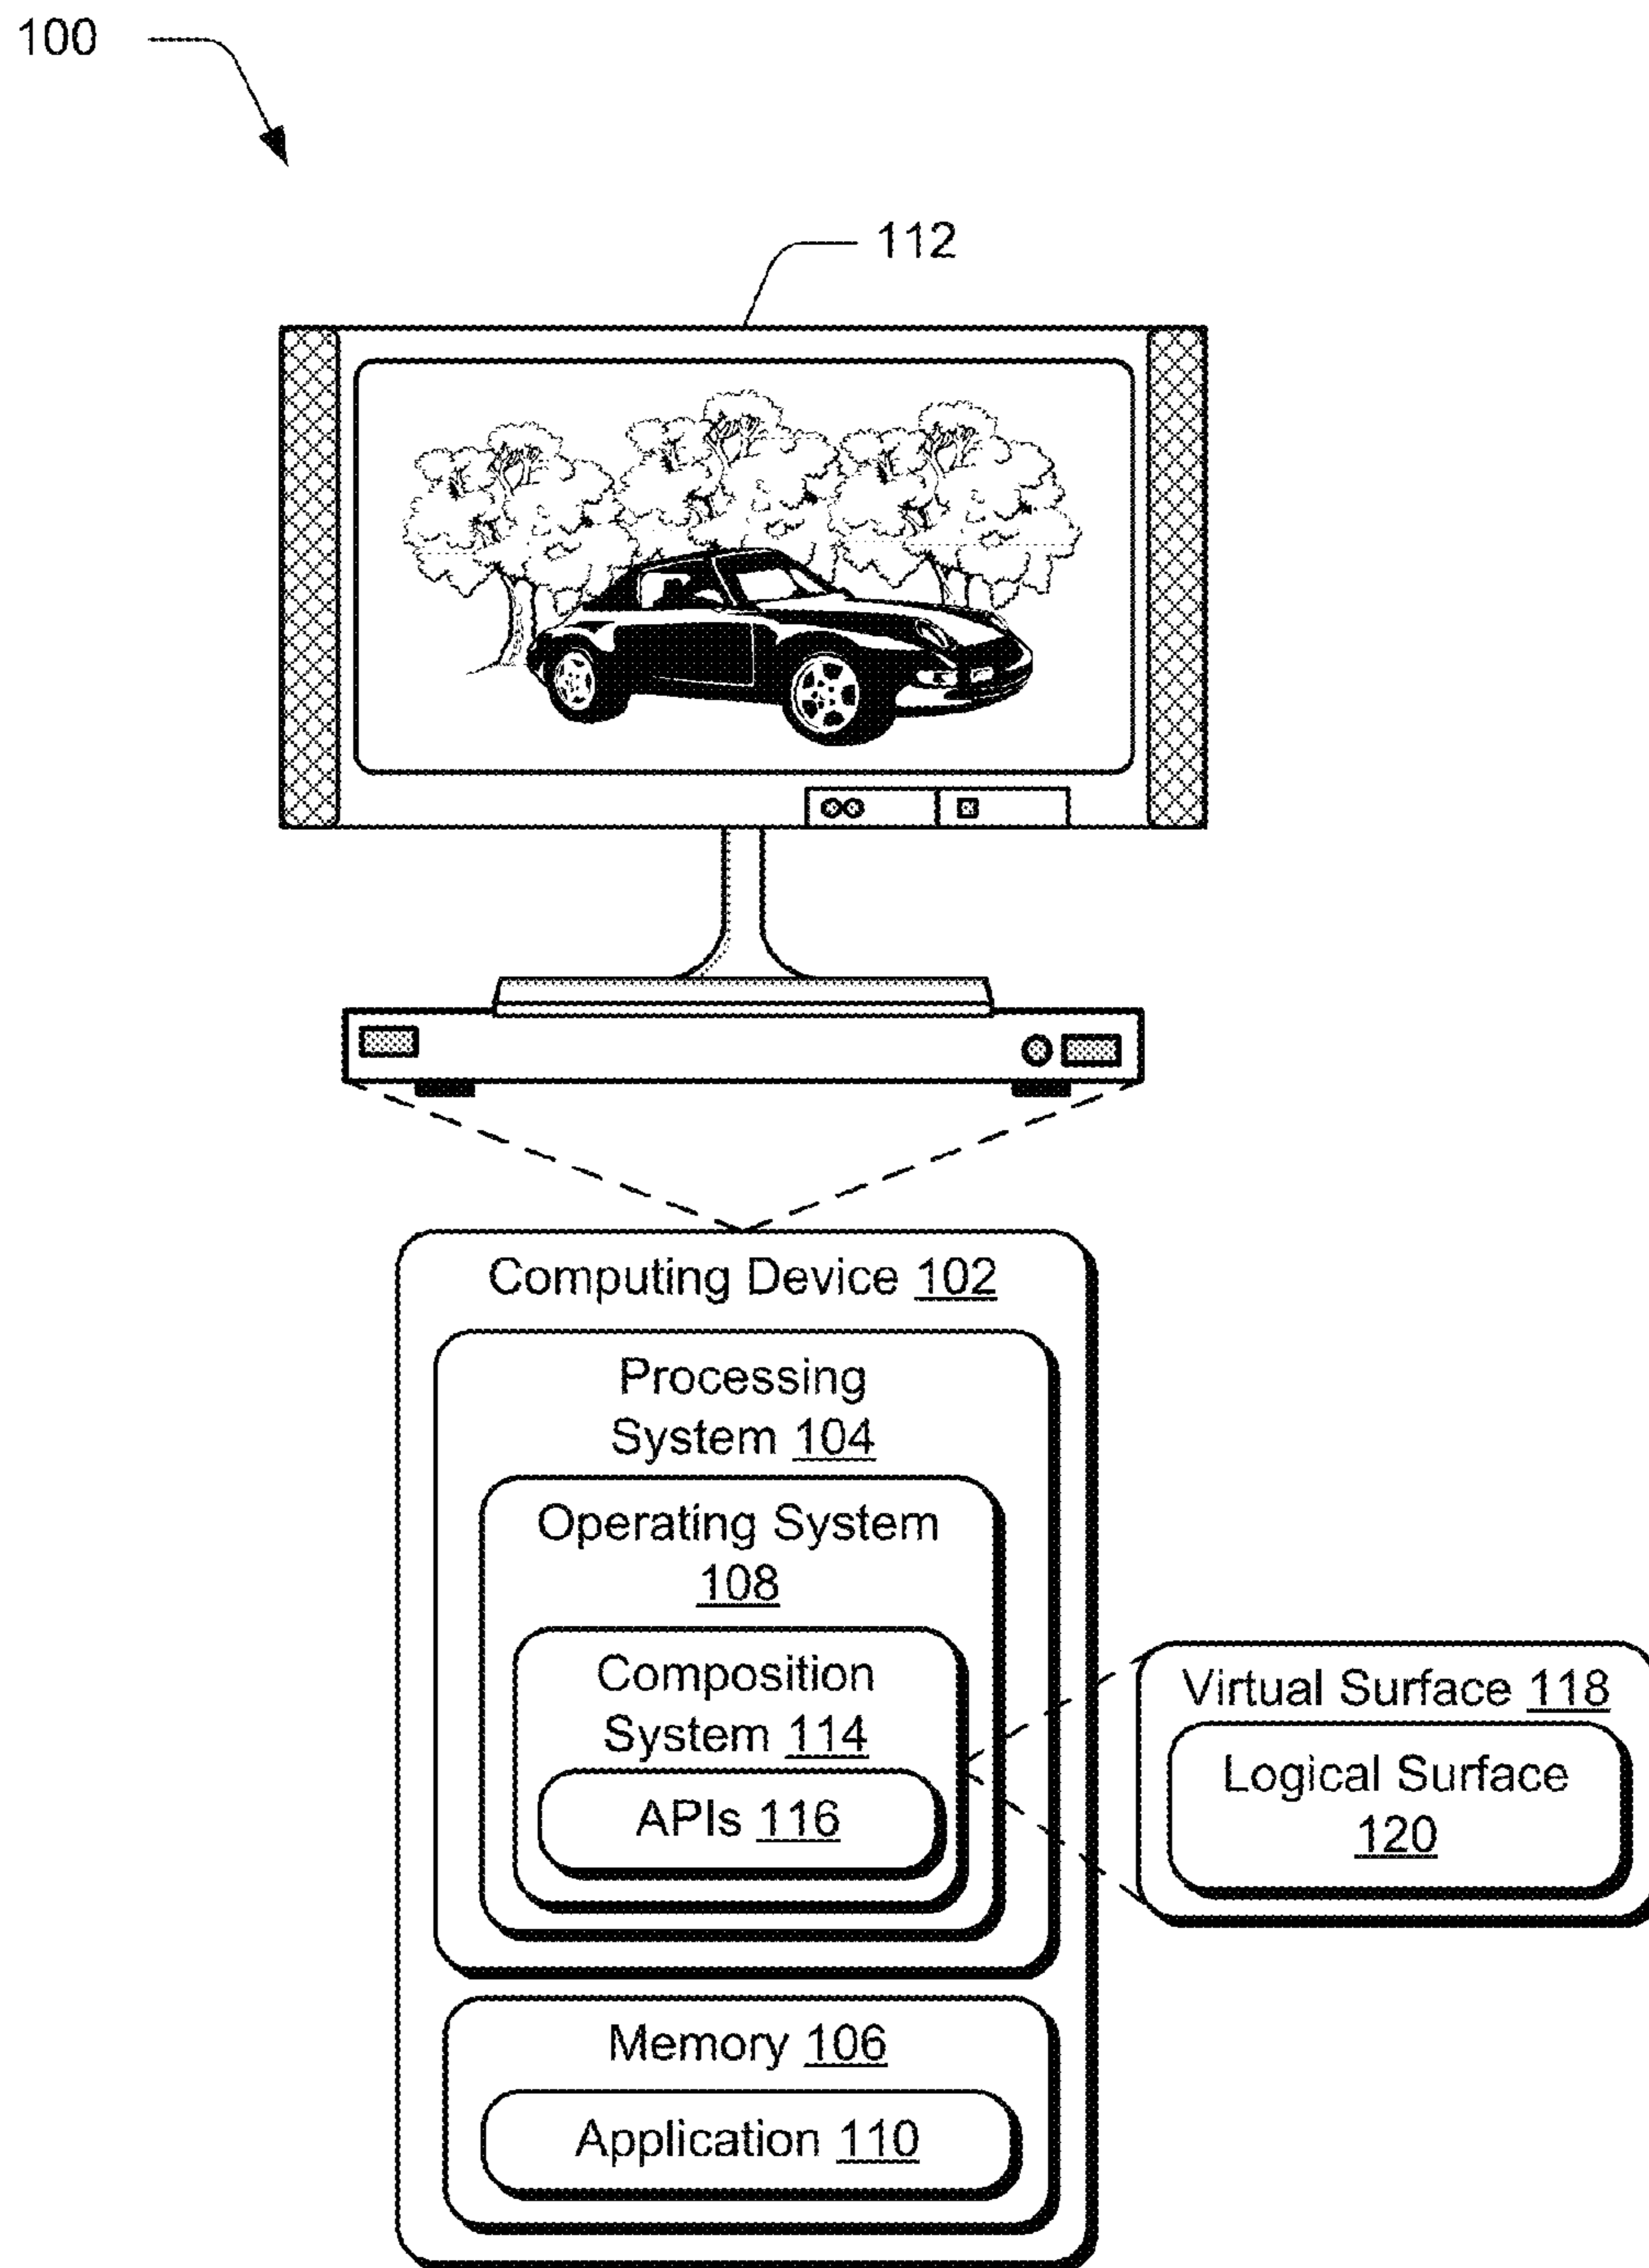 100
112
Computing Device 102
Processing
System 104
Operating System
108
Composition
System 114
APIs 116
Virtual Surface 118
Logical Surface
120
Memory 106
Application 110